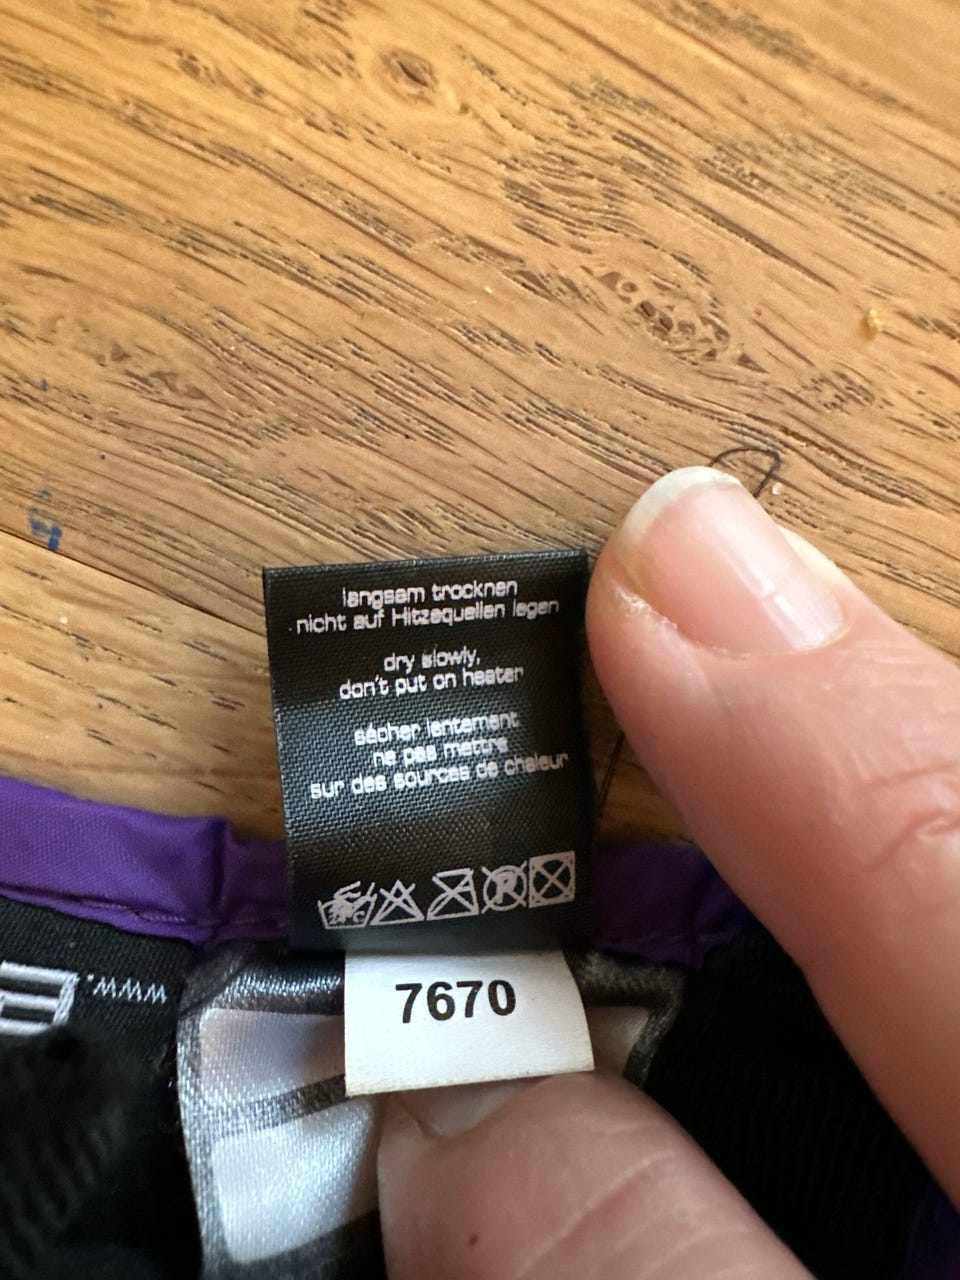 langsam trocknen
nicht auf Hitzequellen legen
dry slowly,
don't put on heater
sécher lentement
ne pas mettre
sur des sources de chaleur
P
7670
www.